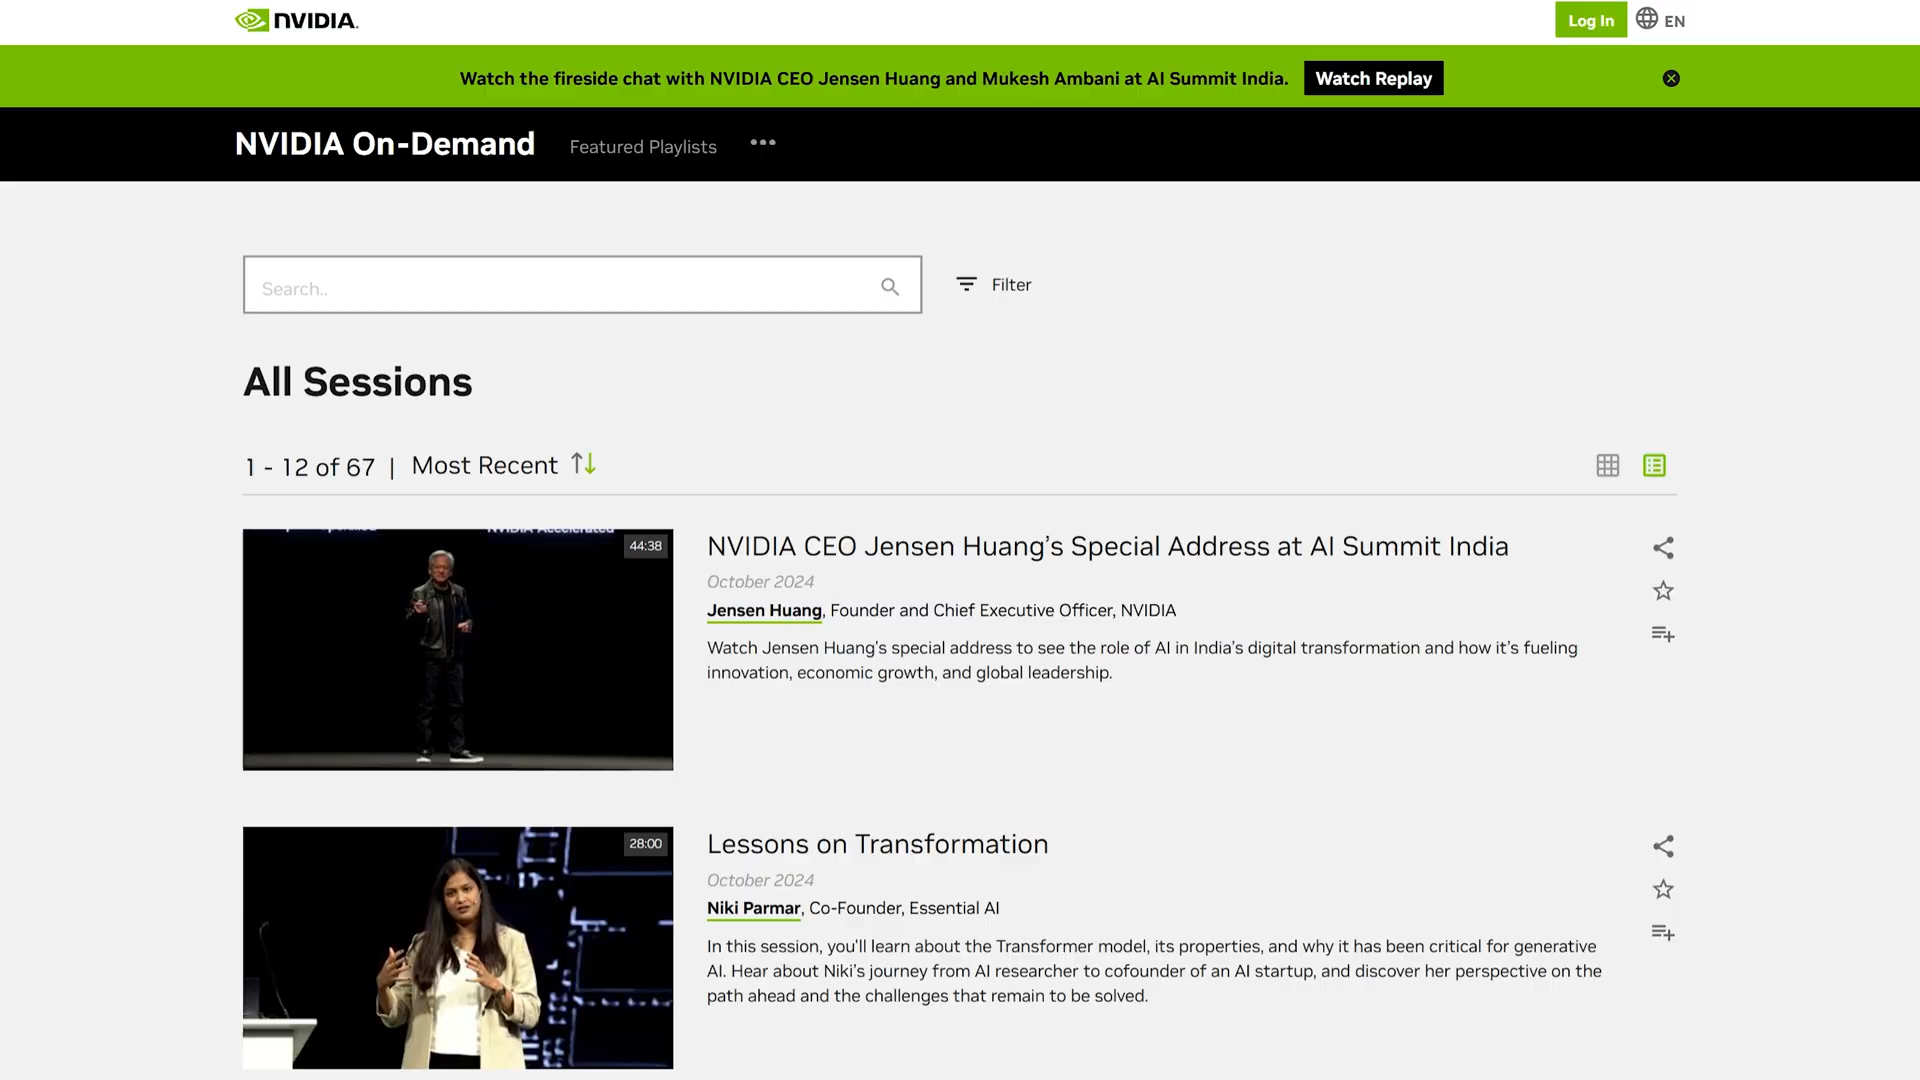 NVIDIA.
Log In
EN
Watch the fireside chat with NVIDIA CEO Jensen Huang and Mukesh Ambani at AI Summit India.
Watch Replay
NVIDIA On-Demand
Featured Playlists
Search..
Filter
All Sessions
1 - 12 of 67 | Most Recent
NVIDIA Accelerated
44:38
NVIDIA CEO Jensen Huang’s Special Address at AI Summit India
October 2024
Jensen Huang, Founder and Chief Executive Officer, NVIDIA
Watch Jensen Huang's special address to see the role of AI in India’s digital transformation and how it’s fueling
innovation, economic growth, and global leadership.
28:00
Lessons on Transformation
October 2024
Niki Parmar, Co-Founder, Essential AI
In this session, you'll learn about the Transformer model, its properties, and why it has been critical for generative
AI. Hear about Niki’s journey from AI researcher to cofounder of an AI startup, and discover her perspective on the
path ahead and the challenges that remain to be solved.